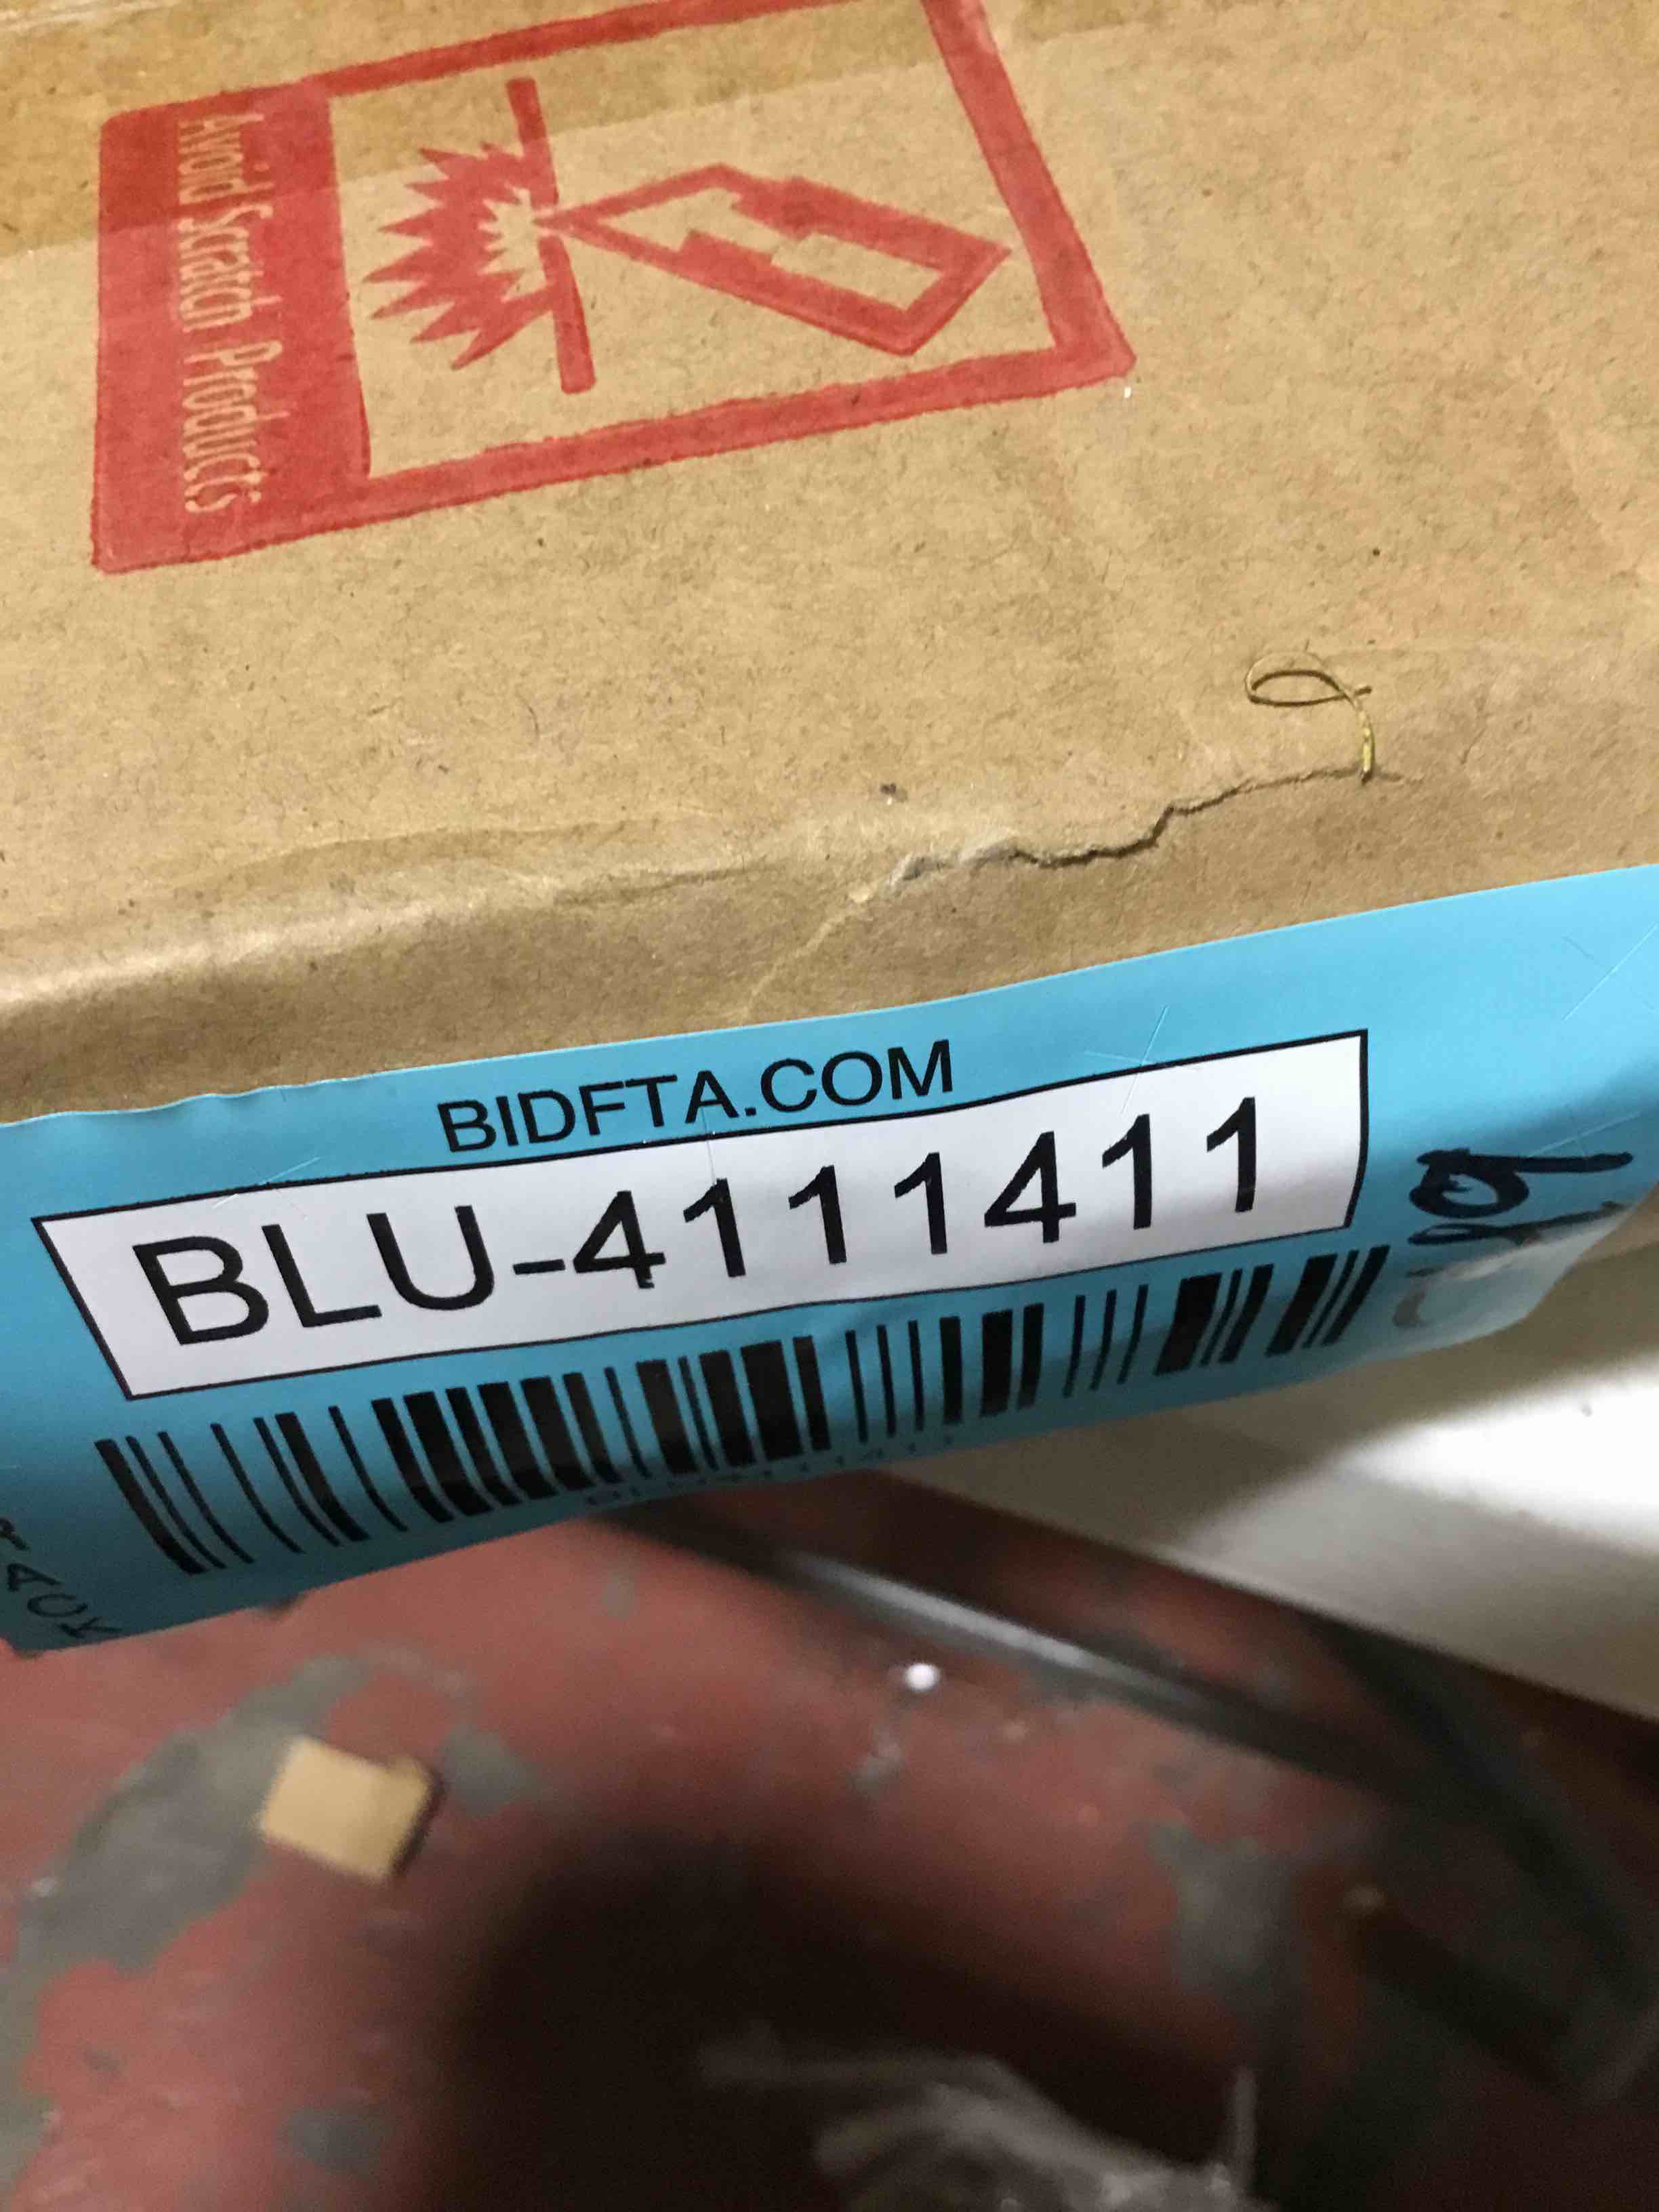 Avoid Scratch Products
BIDFTA.COM
BLU-4111411